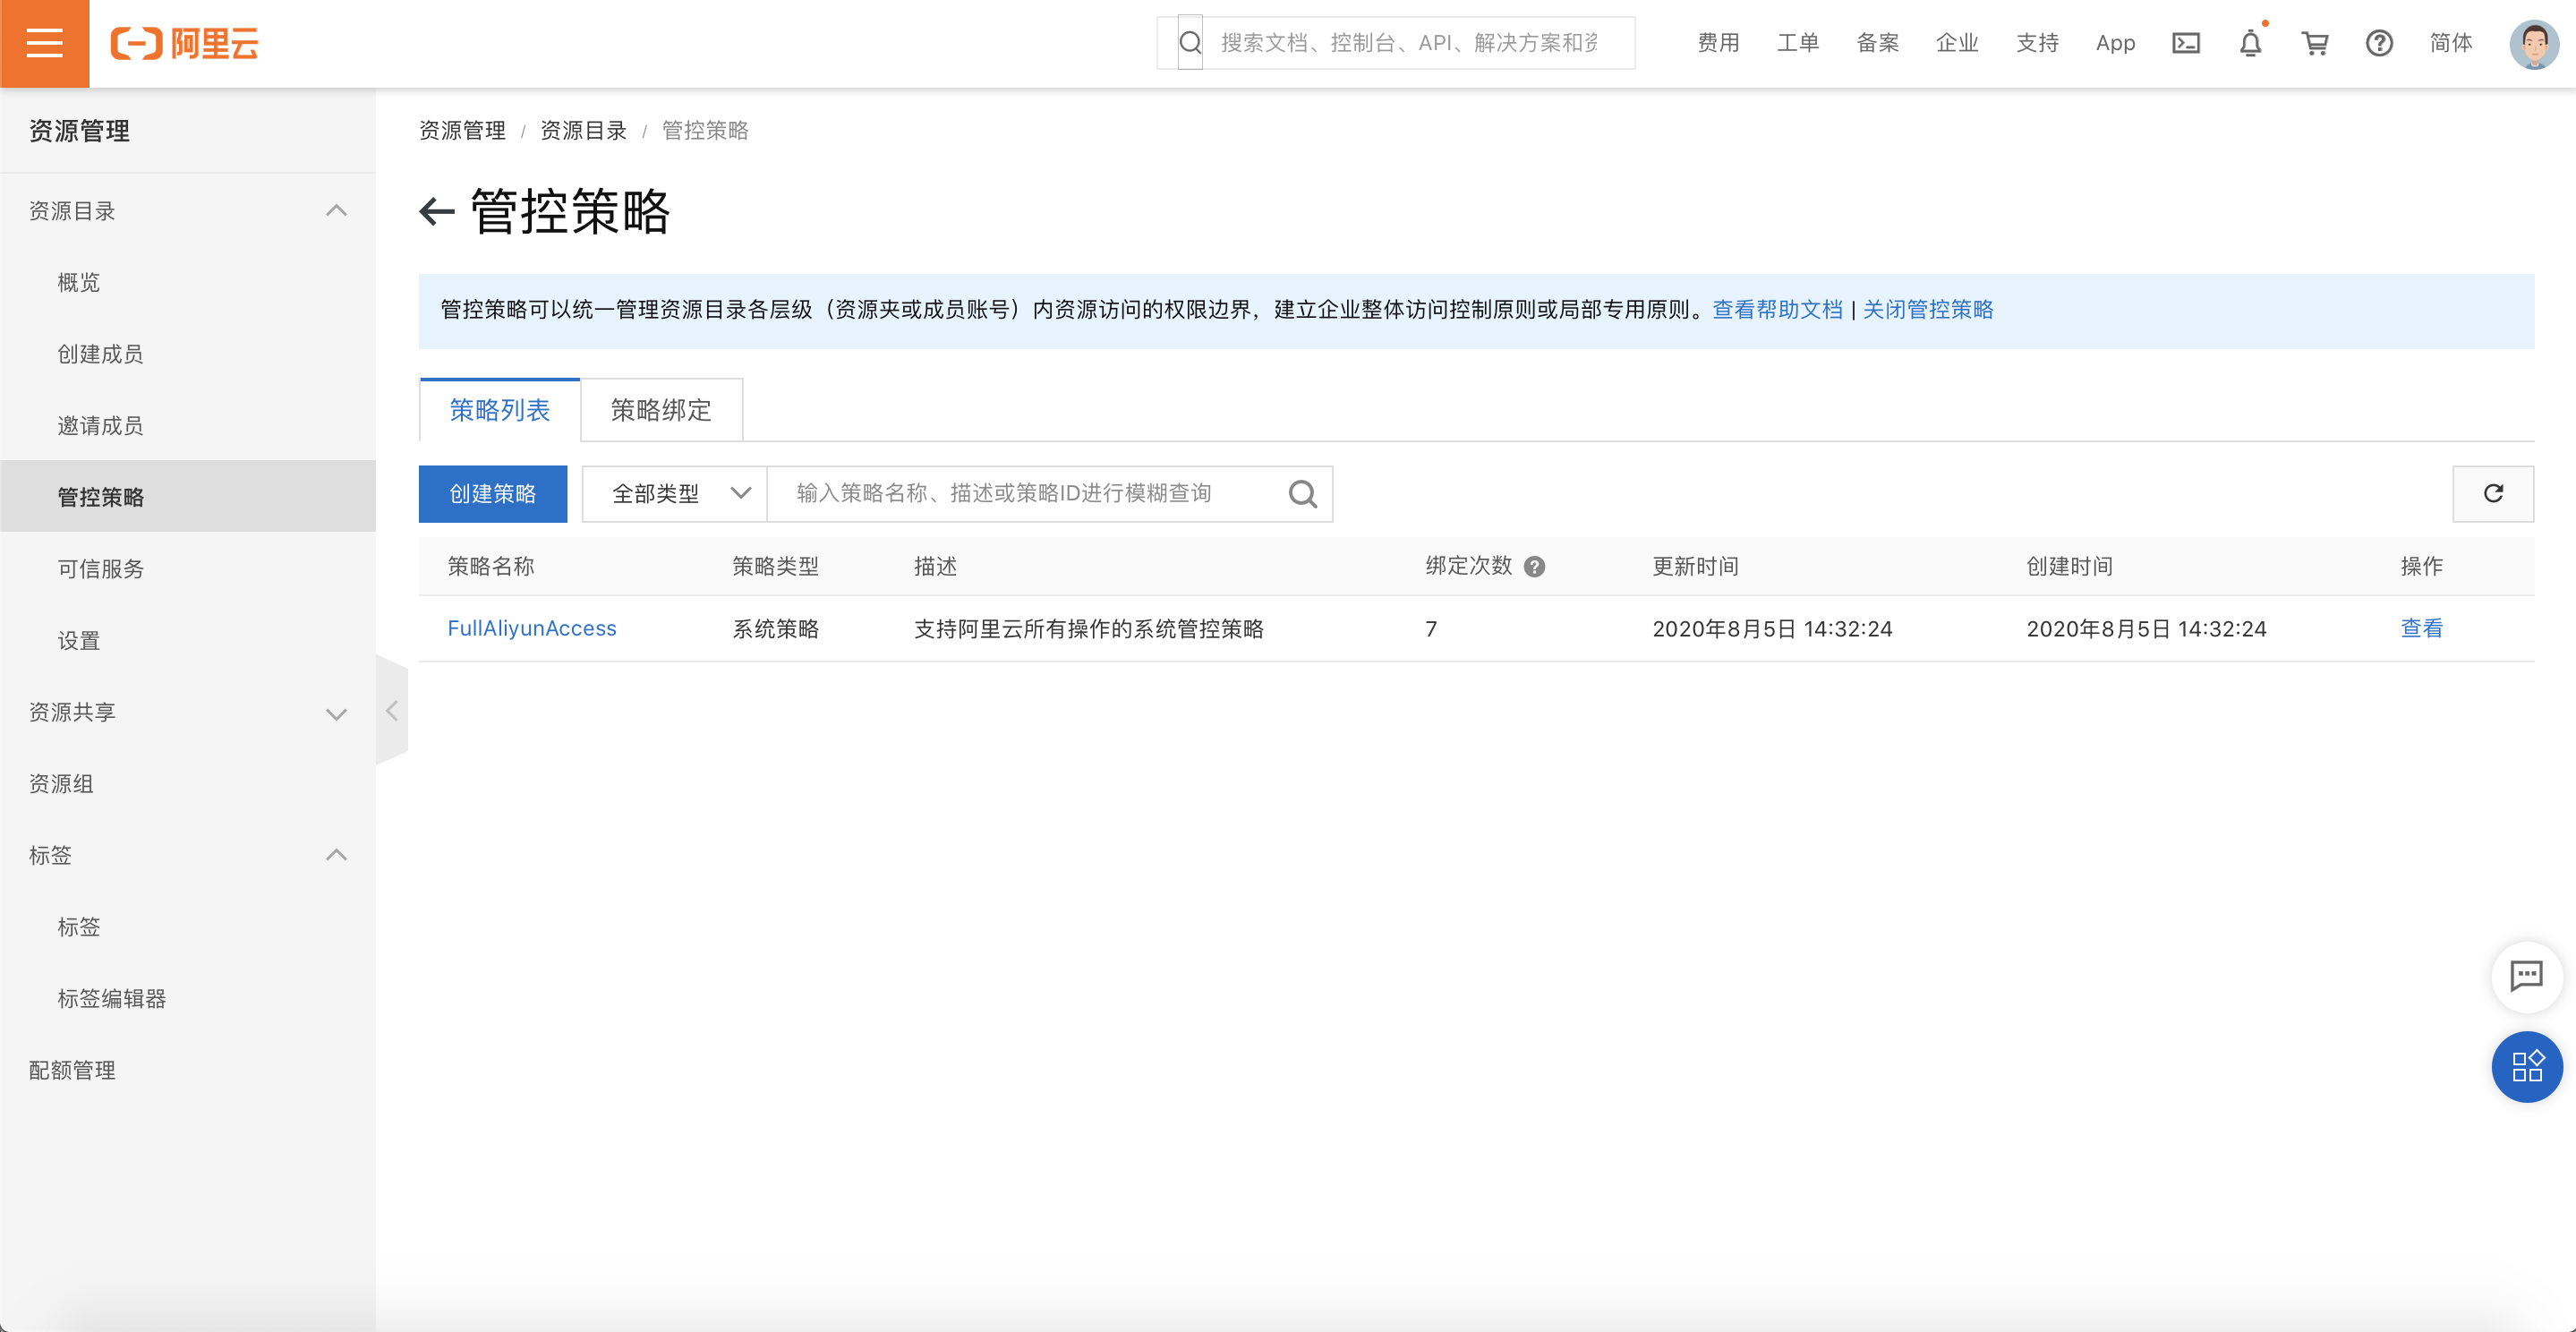 阿里云
搜索文档、控制台、API、解决方案和资
费用 工单 备案 企业 支持 App 简体
资源管理
资源目录
概览
创建成员
邀请成员
管控策略
可信服务
设置
资源共享
资源组
标签
标签
标签编辑器
配额管理
资源管理 / 资源目录 / 管控策略
管控策略
管控策略可以统一管理资源目录各层级（资源夹或成员账号）内资源访问的权限边界，建立企业整体访问控制原则或局部专用原则。查看帮助文档 | 关闭管控策略
策略列表 策略绑定
创建策略 全部类型 输入策略名称、描述或策略ID进行模糊查询
策略名称 策略类型 描述 绑定次数 更新时间 创建时间 操作
FullAliyunAccess 系统策略 支持阿里云所有操作的系统管控策略 7 2020年8月5日 14:32:24 2020年8月5日 14:32:24 查看